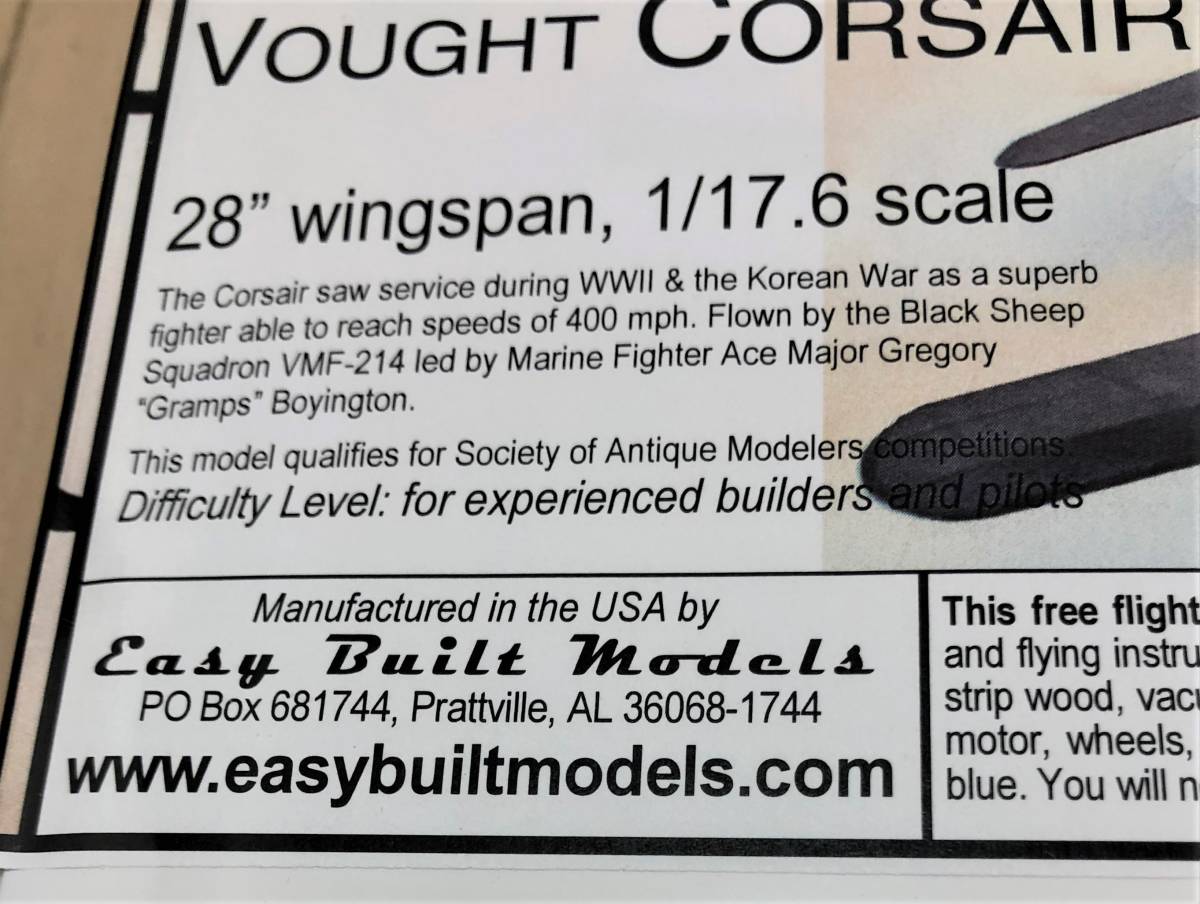 VOUGHT CORSAIR
28” wingspan, 1/17.6 scale
The Corsair saw service during WWII & the Korean War as a superb
fighter able to reach speeds of 400 mph. Flown by the Black Sheep
Squadron VMF-214 led by Marine Fighter Ace Major Gregory
“Gramps” Boyington.
This model qualifies for Society of Antique Modelers competitions.
Difficulty Level: for experienced builders and pilots
Manufactured in the USA by
Easy Built Models
PO Box 681744, Prattville, AL 36068-1744
www.easybuiltmodels.com
This free flight
and flying instru
strip wood, vacu
motor, wheels,
blue. You will n